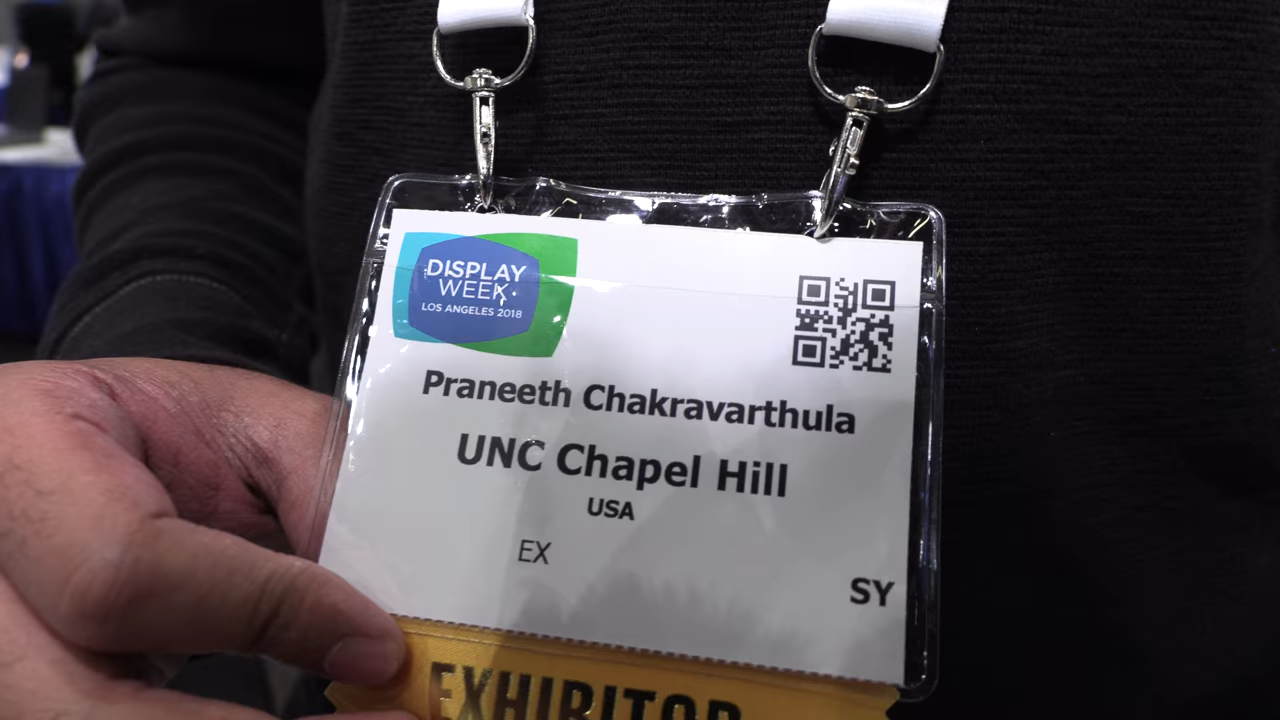 DISPLAY
WEEK
LOS ANGELES 2018
Praneeth Chakravarthula
UNC Chapel Hill
USA
EX
SY
EXHIBITOR